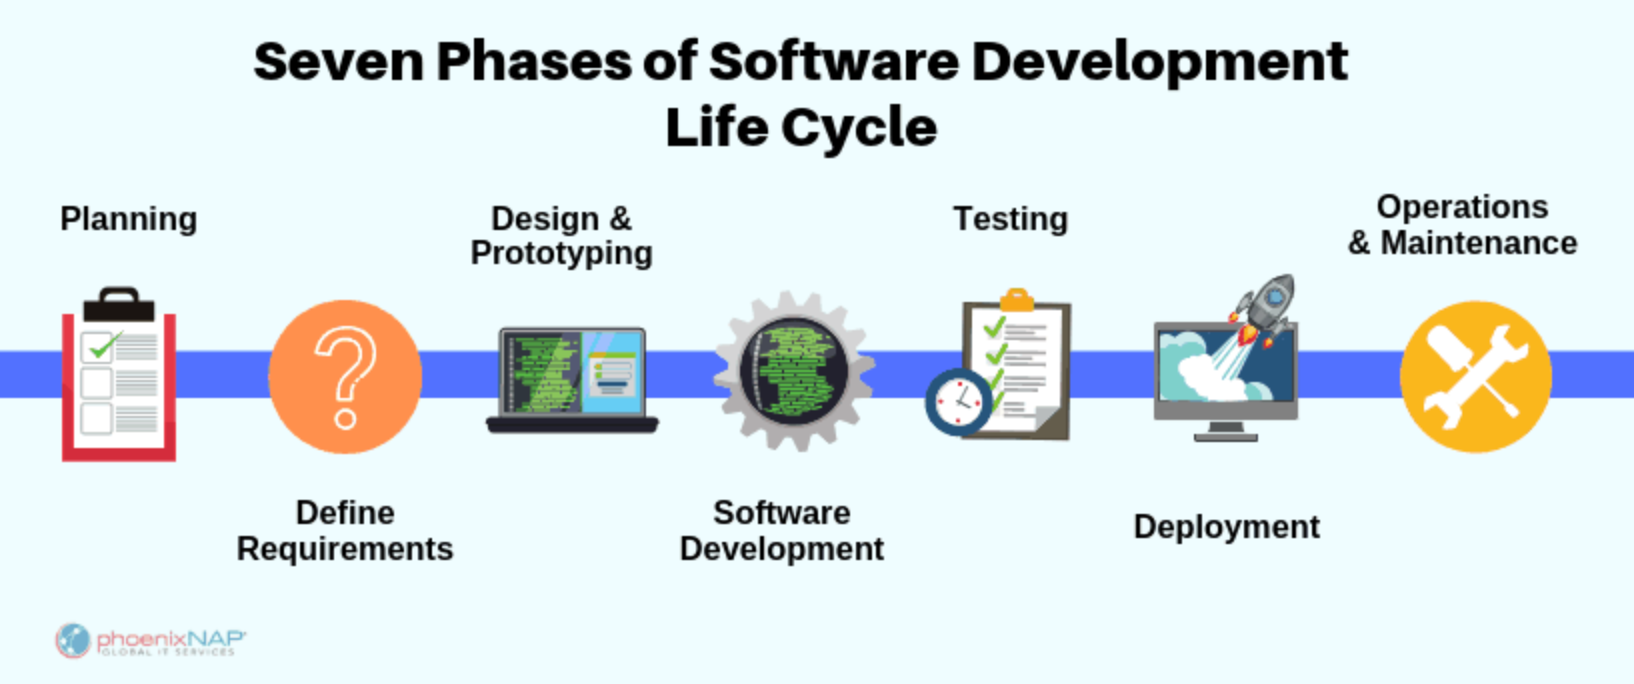 Seven Phases of Software Development
Life Cycle
Planning
Define
Requirements
Design &
Prototyping
Software
Development
Testing
Deployment
Operations
& Maintenance
phoenixNAP
GLOBAL IT SERVICES